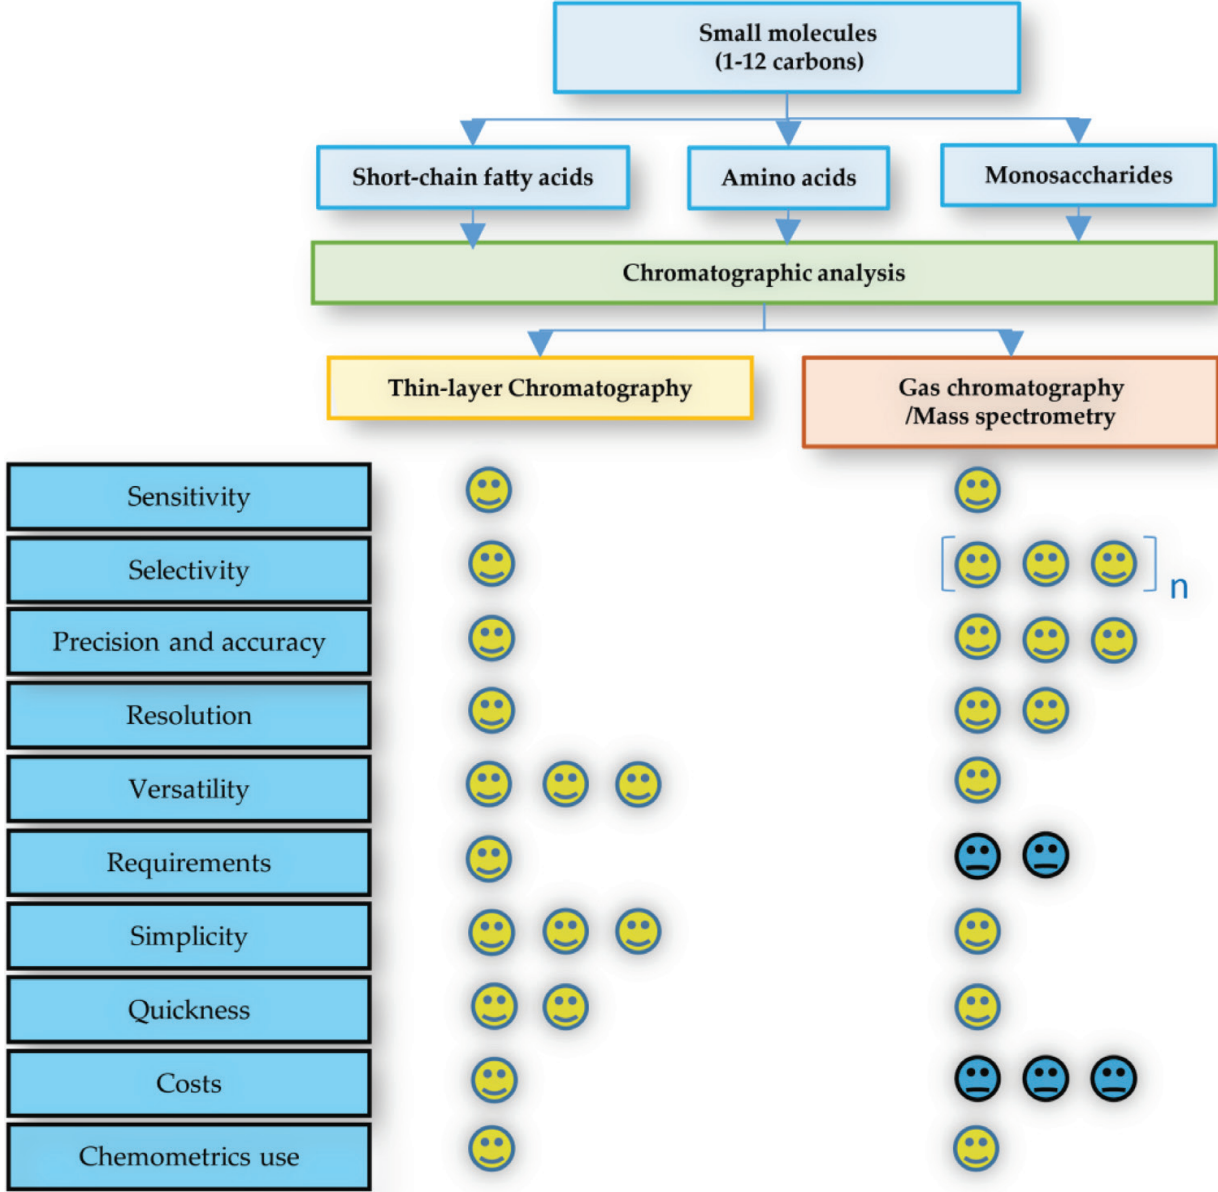 Small molecules
(1-12 carbons)
Short-chain fatty acids
Amino acids
Monosaccharides
Chromatographic analysis
Thin-layer Chromatography
Gas chromatography
/Mass spectrometry
Sensitivity
Selectivity
n
Precision and accuracy
Resolution
Versatility
Requirements
Simplicity
Quickness
Costs
Chemometrics use